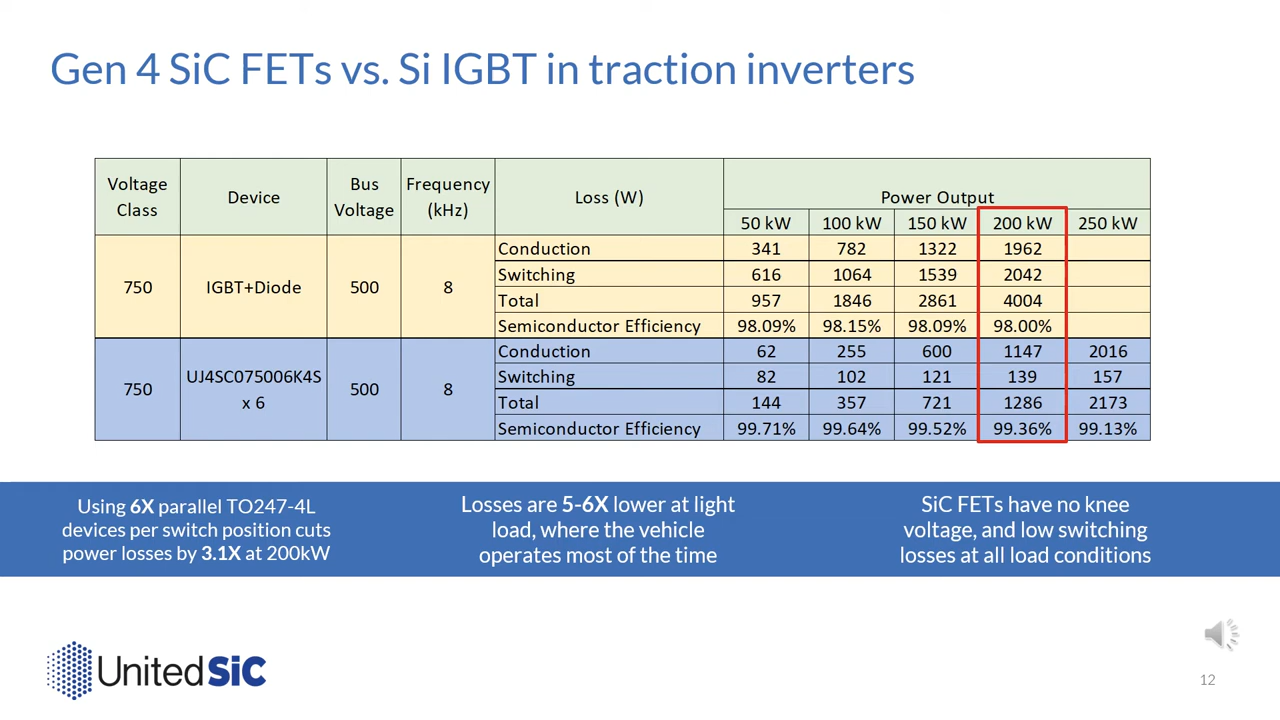 Gen 4 SiC FETs vs. Si IGBT in traction inverters
Voltage Class Device Bus Voltage Frequency (kHz) Loss (W) Power Output
50 kW 100 kW 150 kW 200 kW 250 kW
750 IGBT+Diode 500 8
Conduction 341 782 1322 1962
Switching 616 1064 1539 2042
Total 957 1846 2861 4004
Semiconductor Efficiency 98.09% 98.15% 98.09% 98.00%
750 UJ4SC075006K4S x 6 500 8
Conduction 62 255 600 1147 2016
Switching 82 102 121 139 157
Total 144 357 721 1286 2173
Semiconductor Efficiency 99.71% 99.64% 99.52% 99.36% 99.13%
Using 6X parallel TO247-4L
devices per switch position cuts
power losses by 3.1X at 200kW
Losses are 5-6X lower at light
load, where the vehicle
operates most of the time
SiC FETs have no knee
voltage, and low switching
losses at all load conditions
UnitedSiC
12